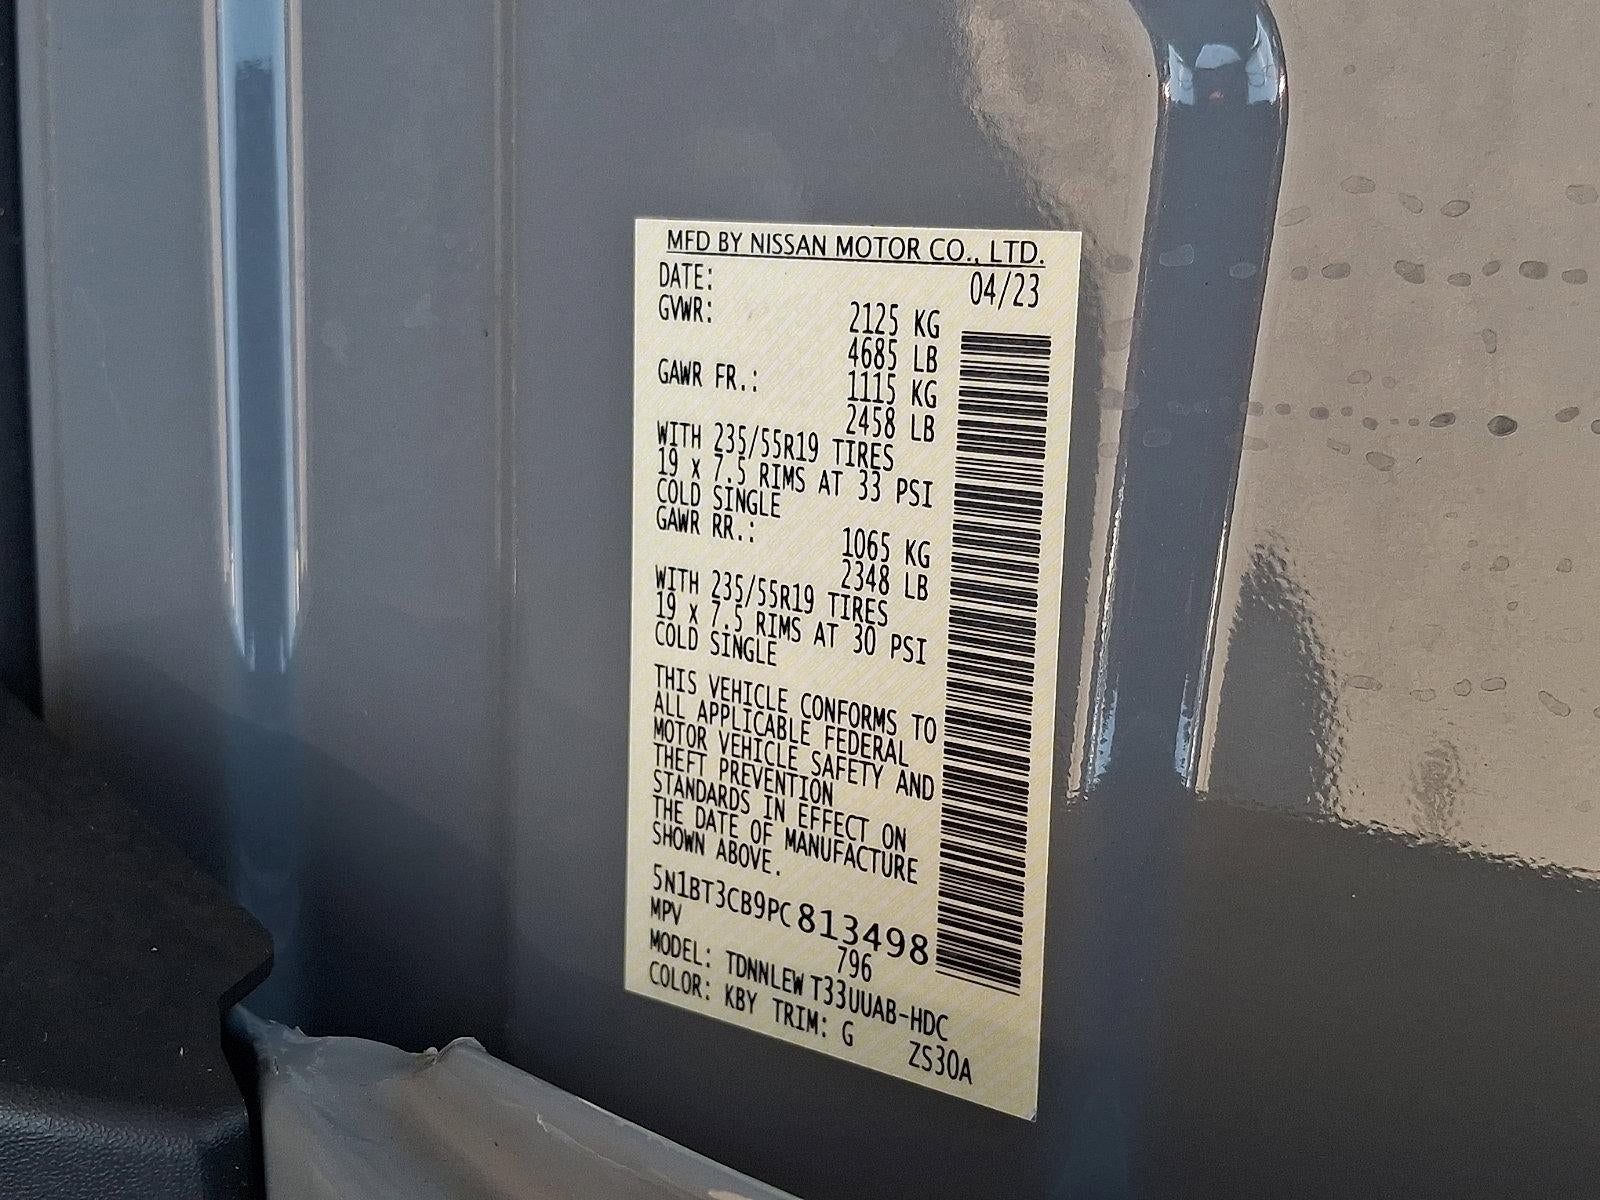 MFD BY NISSAN MOTOR CO., LTD.
DATE: 04/23
GVWR: 2125 KG
4685 LB
GAWR FR.: 1115 KG
2458 LB
WITH 235/55R19 TIRES
19 x 7.5 RIMS AT 33 PSI
COLD SINGLE
GAWR RR.: 1065 KG
2348 LB
WITH 235/55R19 TIRES
19 x 7.5 RIMS AT 30 PSI
COLD SINGLE
THIS VEHICLE CONFORMS TO
ALL APPLICABLE FEDERAL
MOTOR VEHICLE SAFETY AND
THEFT PREVENTION
STANDARDS IN EFFECT ON
THE DATE OF MANUFACTURE
SHOWN ABOVE.
5N1BT3CB9PC813498
MPV 796
MODEL: TDNNLEW T33UUAB-HDC
COLOR: KBY TRIM: G ZS30A